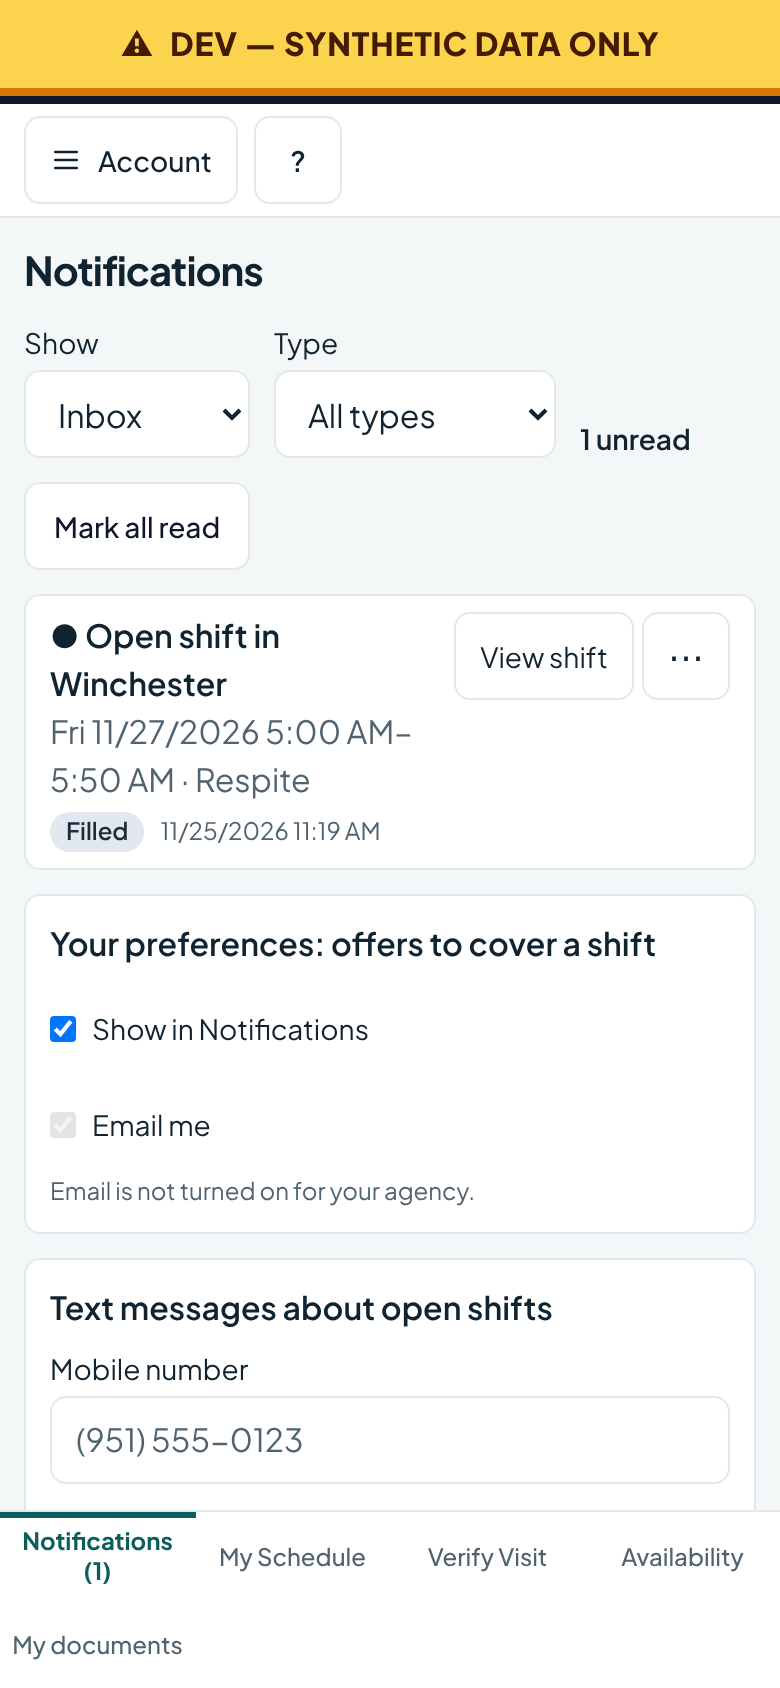 ⚠ DEV — SYNTHETIC DATA ONLY
☰ Account
?
Notifications
Show
Type
Inbox
All types
1 unread
Mark all read
● Open shift in
Winchester
View shift
···
Fri 11/27/2026 5:00 AM–
5:50 AM · Respite
Filled
11/25/2026 11:19 AM
Your preferences: offers to cover a shift
Show in Notifications
Email me
Email is not turned on for your agency.
Text messages about open shifts
Mobile number
(951) 555-0123
Notifications
(1)
My Schedule
Verify Visit
Availability
My documents